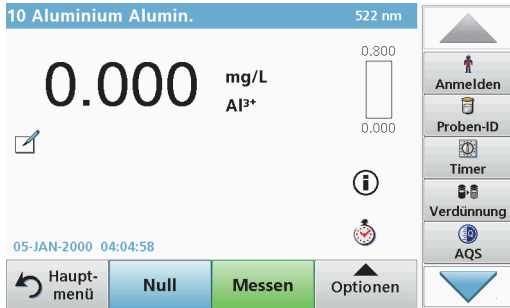 10 Aluminium Alumin. 522 nm
0.000 mg/L
Al³⁺
0.800
0.000
05-JAN-2000 04:04:58
Anmelden
Proben-ID
Timer
Verdünnung
AQS
Haupt-
menü
Null
Messen
Optionen